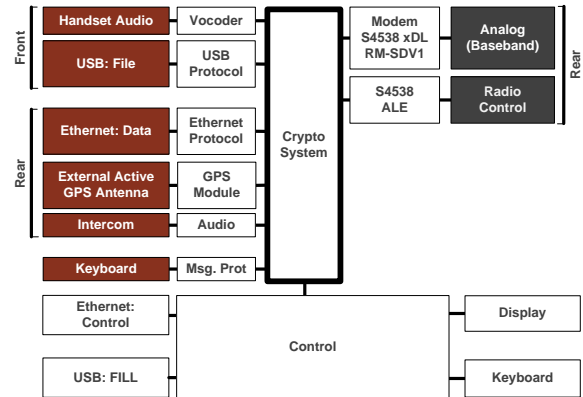 Front
Handset Audio
Vocoder
USB: File
USB
Protocol
Rear
Ethernet: Data
Ethernet
Protocol
External Active
GPS Antenna
GPS
Module
Intercom
Audio
Keyboard
Msg. Prot
Crypto
System
Modem
S4538 xDL
RM-SDV1
Analog
(Baseband)
S4538
ALE
Radio
Control
Rear
Ethernet:
Control
USB: FILL
Control
Display
Keyboard